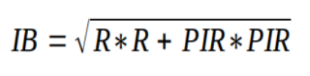 IB = √R*R + PIR*PIR